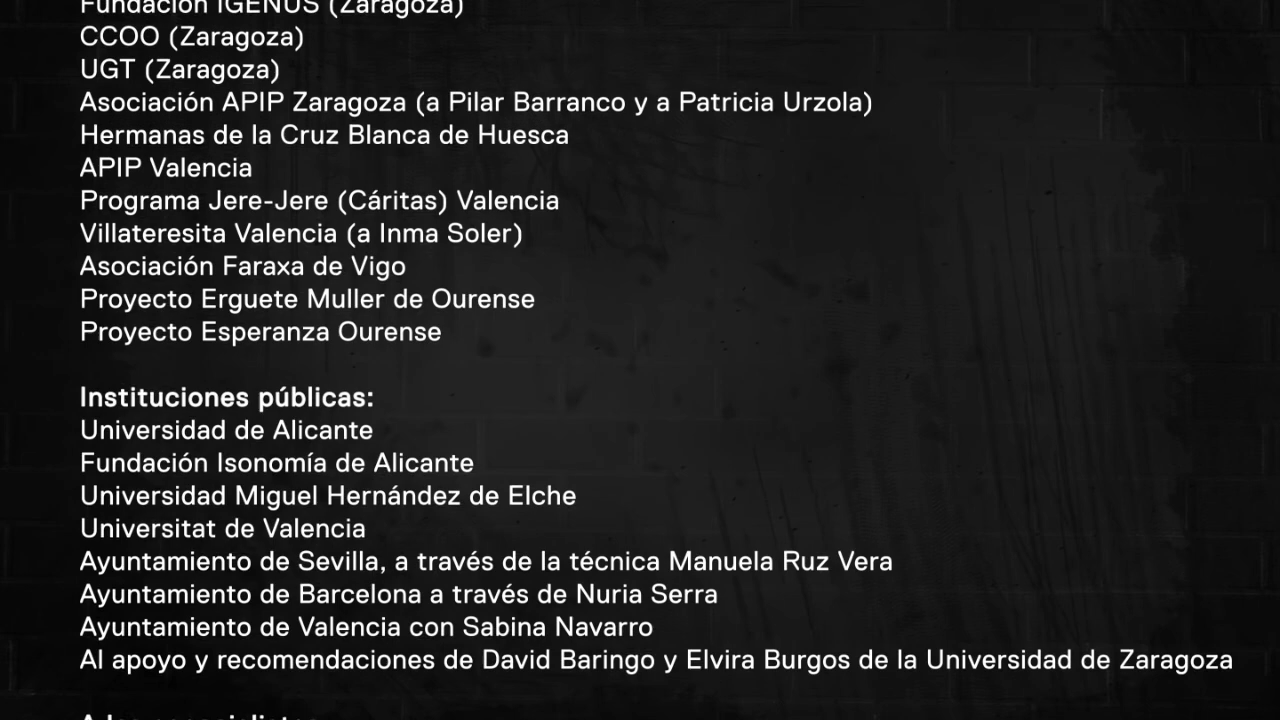 Fundación IGENUS (Zaragoza)
CCOO (Zaragoza)
UGT (Zaragoza)
Asociación APIP Zaragoza (a Pilar Barranco y a Patricia Urzola)
Hermanas de la Cruz Blanca de Huesca
APIP Valencia
Programa Jere-Jere (Cáritas) Valencia
Villateresita Valencia (a Inma Soler)
Asociación Faraxa de Vigo
Proyecto Erguete Muller de Ourense
Proyecto Esperanza Ourense
Instituciones públicas:
Universidad de Alicante
Fundación Isonomía de Alicante
Universidad Miguel Hernández de Elche
Universitat de Valencia
Ayuntamiento de Sevilla, a través de la técnica Manuela Ruz Vera
Ayuntamiento de Barcelona a través de Nuria Serra
Ayuntamiento de Valencia con Sabina Navarro
Al apoyo y recomendaciones de David Baringo y Elvira Burgos de la Universidad de Zaragoza